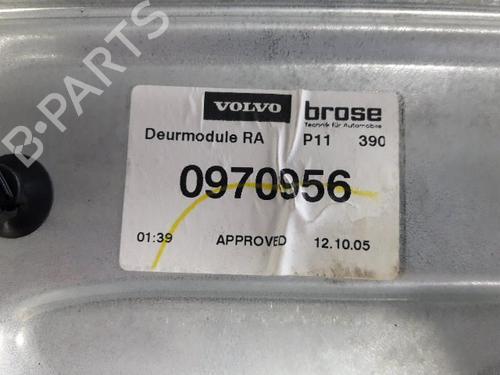 VOLVO brose
Technik für Automobile
Deurmodule RA P11 390
0970956
01:39 APPROVED 12.10.05
B-PARTS